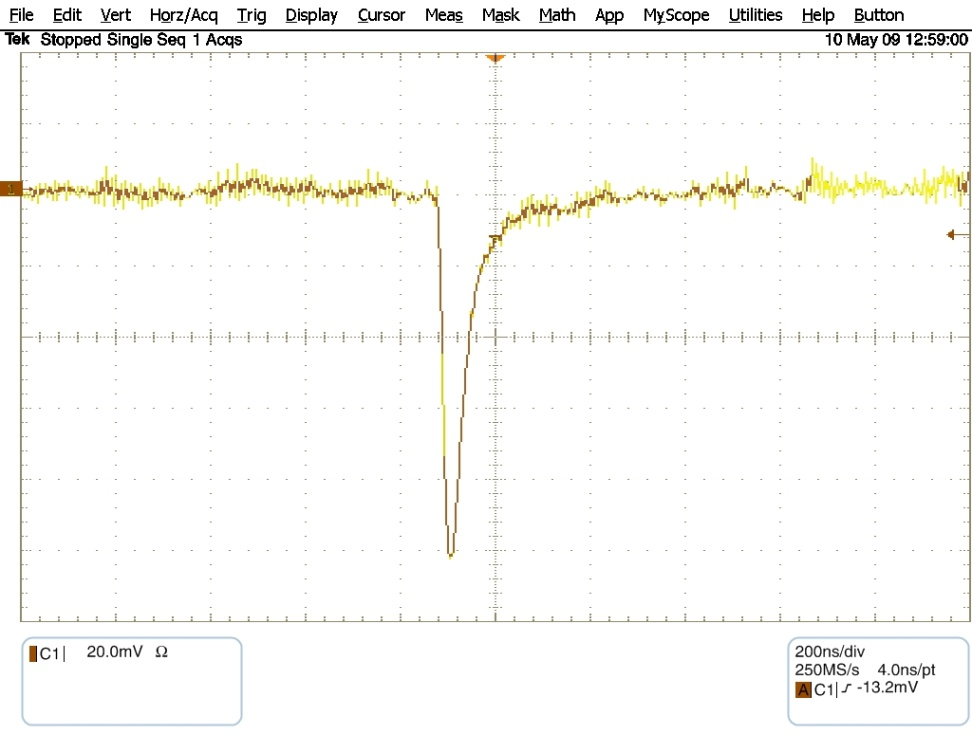 File Edit Vert Horz/Acq Trig Display Cursor Meas Mask Math App MyScope Utilities Help Button
Tek Stopped Single Seq 1 Acqs 10 May 09 12:59:00
1
C1 20.0mV Ω
200ns/div
250MS/s 4.0ns/pt
A C1 -13.2mV